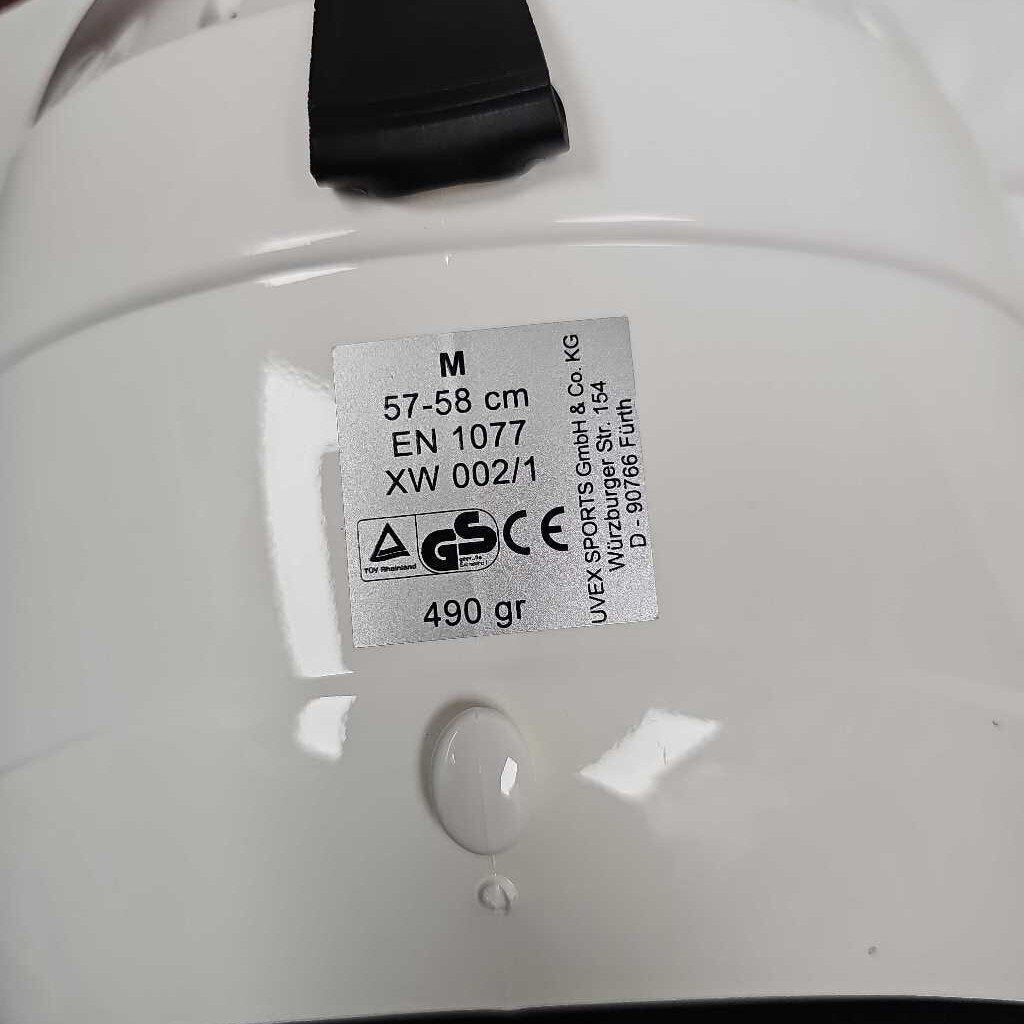 M
57-58 cm
EN 1077
XW 002/1
TÜV Rheinland
GS
CE
490 gr
UVEX SPORTS GmbH & Co. KG
Würzburger Str. 154
D - 90766 Fürth